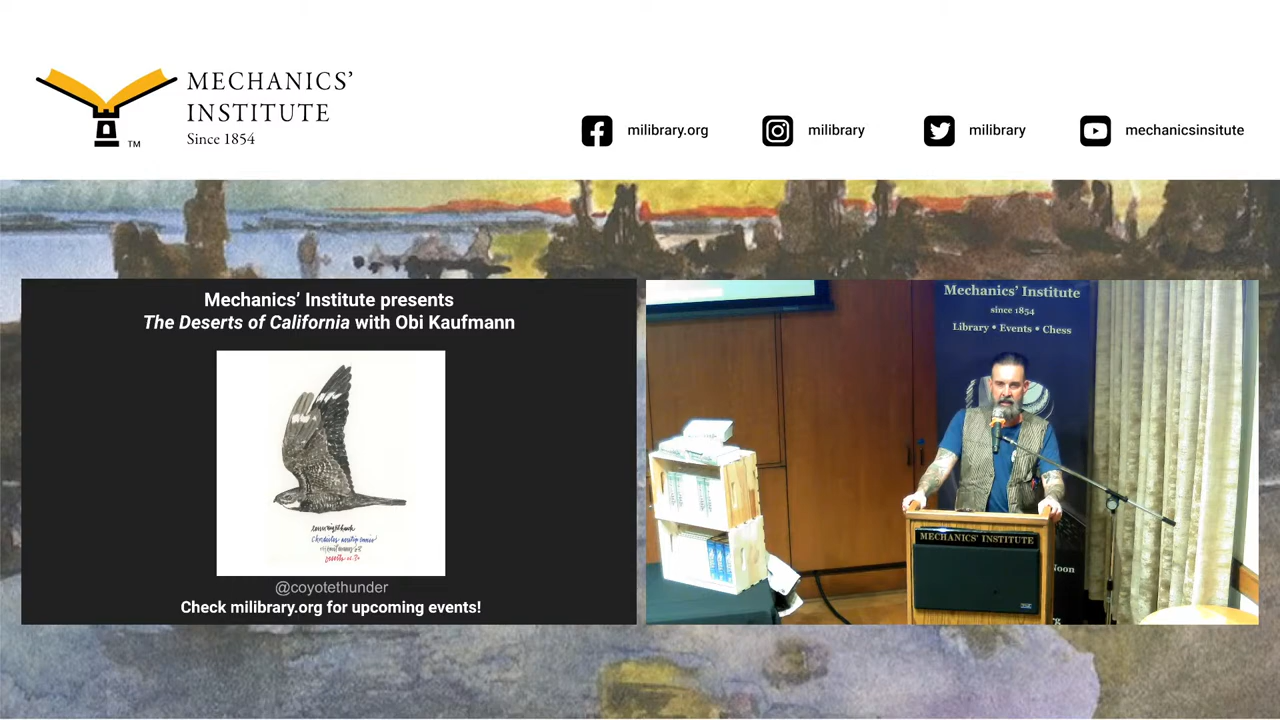 MECHANICS'
INSTITUTE
Since 1854
TM
milibrary.org
milibrary
milibrary
mechanicsinsitute
Mechanics' Institute presents
The Deserts of California with Obi Kaufmann
@coyotethunder
Check milibrary.org for upcoming events!
Mechanics' Institute
since 1854
Library • Events • Chess
Noon
MECHANICS' INSTITUTE